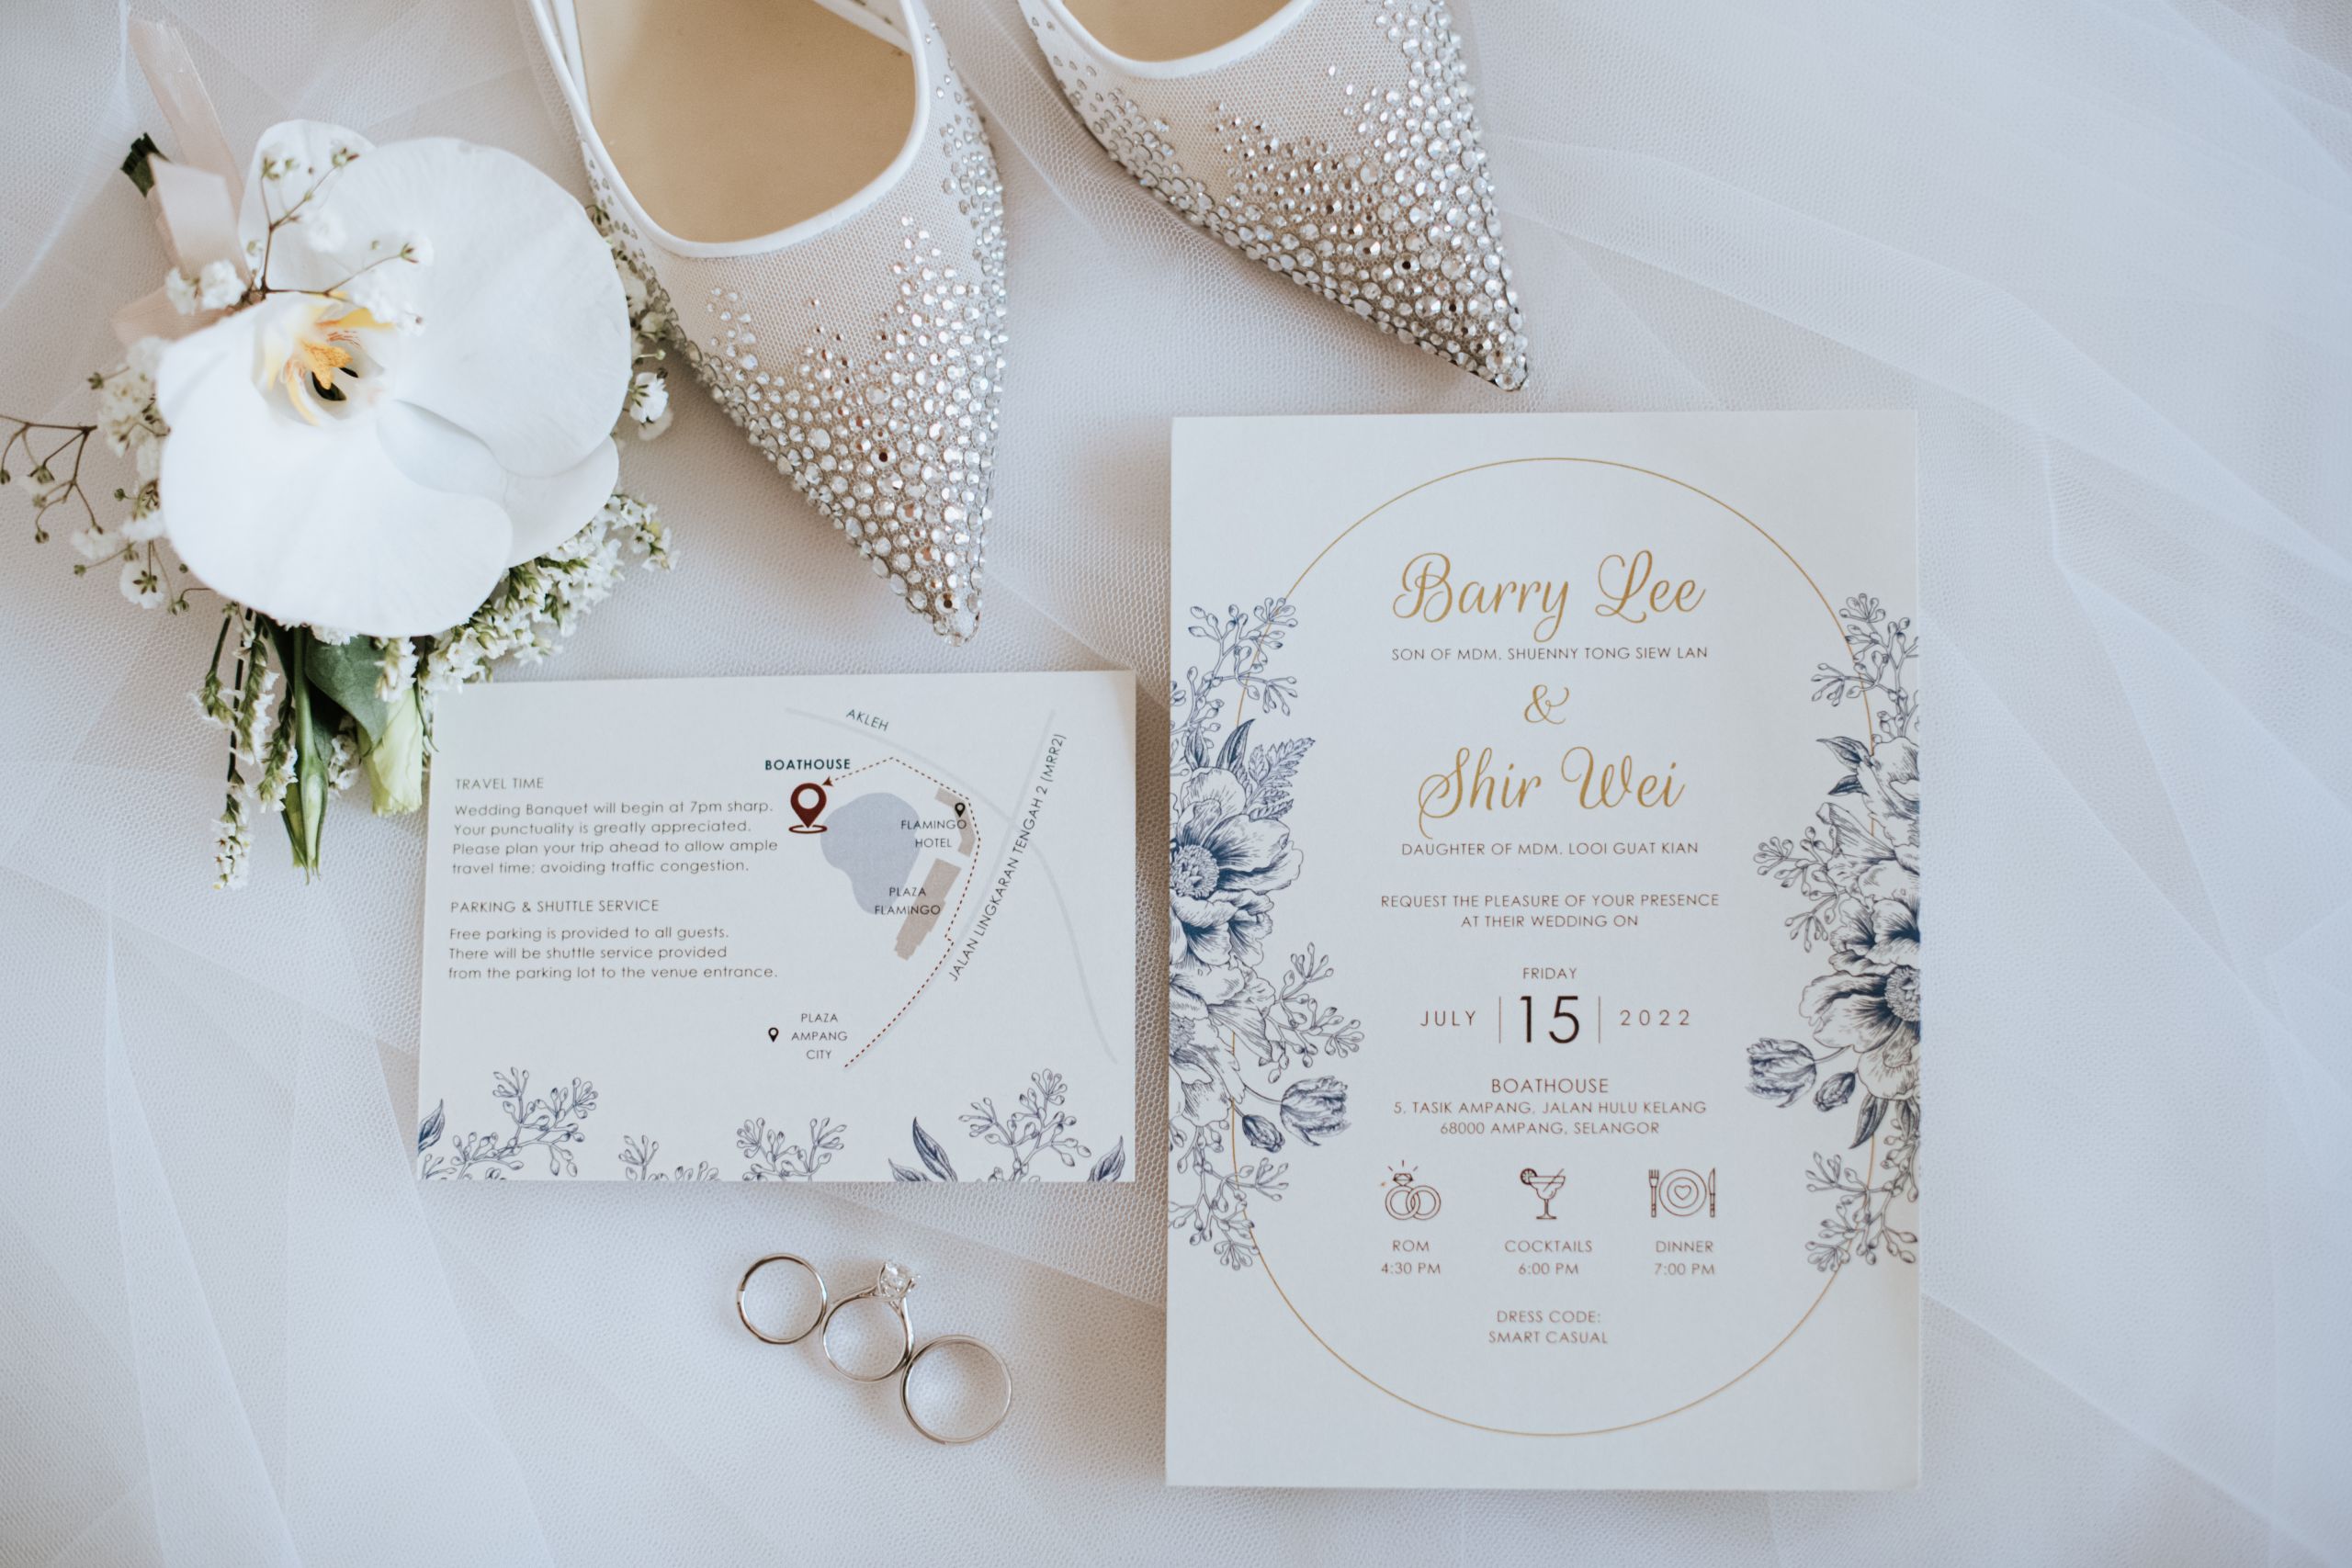 TRAVEL TIME
Wedding Banquet will begin at 7pm sharp.
Your punctuality is greatly appreciated.
Please plan your trip ahead to allow ample
travel time; avoiding traffic congestion.
PARKING & SHUTTLE SERVICE
Free parking is provided to all guests.
There will be shuttle service provided
from the parking lot to the venue entrance.
AKLEH
BOATHOUSE
FLAMINGO
HOTEL
PLAZA
FLAMINGO
JALAN LINGKARAN TENGAH 2 (MRR2)
PLAZA
AMPANG
CITY
Barry Lee
SON OF MDM. SHUENNY TONG SIEW LAN
&
Shir Wei
DAUGHTER OF MDM. LOOI GUAT KIAN
REQUEST THE PLEASURE OF YOUR PRESENCE
AT THEIR WEDDING ON
FRIDAY
JULY 15 2022
BOATHOUSE
5, TASIK AMPANG, JALAN HULU KELANG
68000 AMPANG, SELANGOR
ROM COCKTAILS DINNER
4:30 PM 6:00 PM 7:00 PM
DRESS CODE:
SMART CASUAL